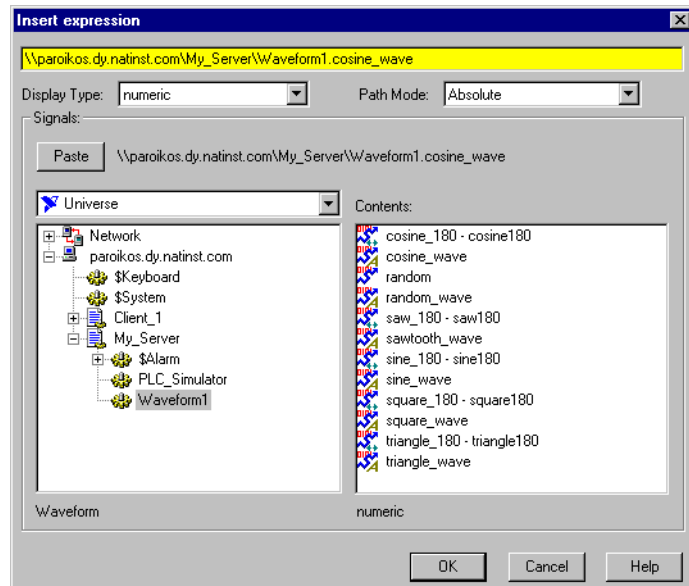 Insert expression
\\paroikos.dy.natinst.com\My_Server\Waveform1.cosine_wave
Display Type: numeric Path Mode: Absolute
Signals:
Paste \\paroikos.dy.natinst.com\My_Server\Waveform1.cosine_wave
Universe
Network
paroikos.dy.natinst.com
$Keyboard
$System
Client_1
My_Server
$Alarm
PLC_Simulator
Waveform1
Waveform
Contents:
cosine_180 - cosine180
cosine_wave
random
random_wave
saw_180 - saw180
sawtooth_wave
sine_180 - sine180
sine_wave
square_180 - square180
square_wave
triangle_180 - triangle180
triangle_wave
numeric
OK Cancel Help